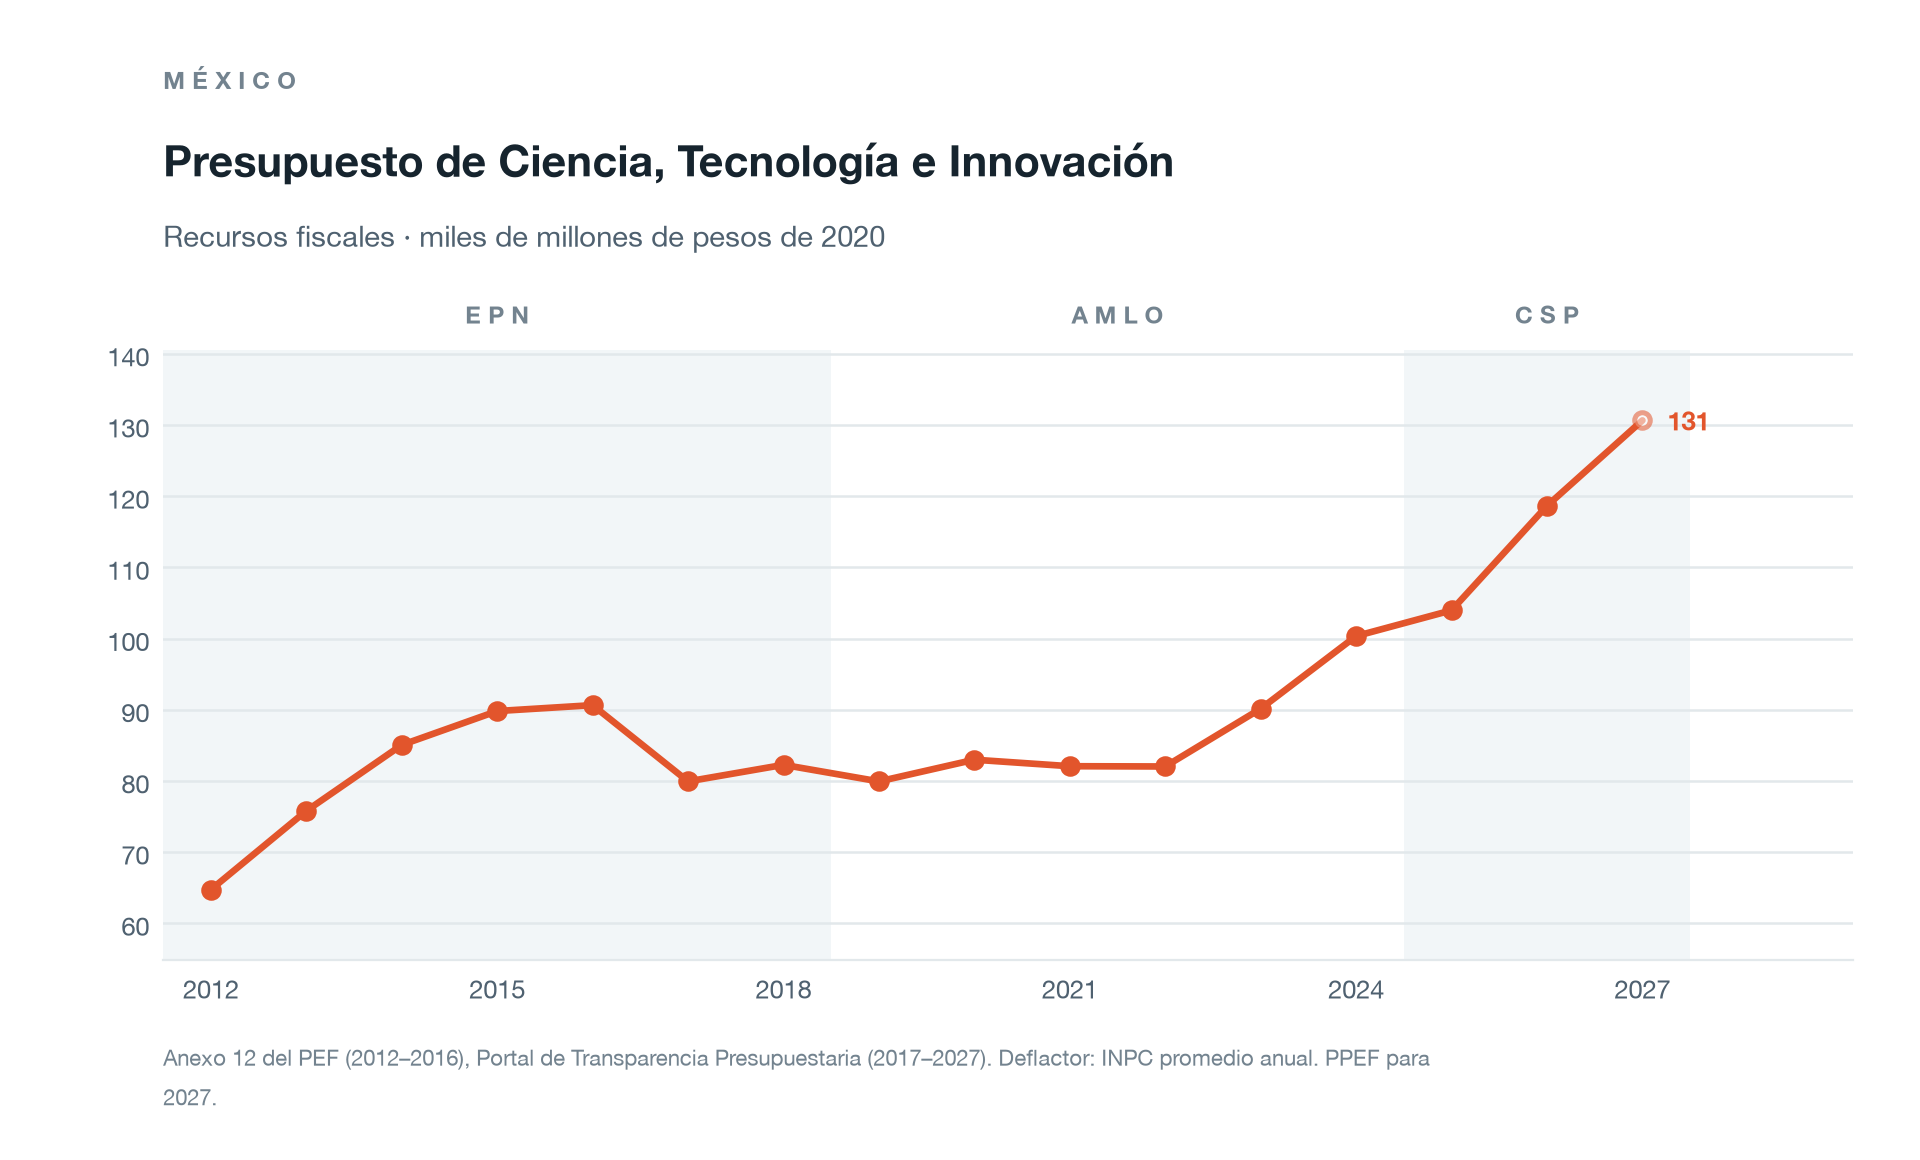 MÉXICO
Presupuesto de Ciencia, Tecnología e Innovación
Recursos fiscales · miles de millones de pesos de 2020
EPN
AMLO
CSP
140
130
131
120
110
100
90
80
70
60
2012
2015
2018
2021
2024
2027
Anexo 12 del PEF (2012–2016), Portal de Transparencia Presupuestaria (2017–2027). Deflactor: INPC promedio anual. PPEF para
2027.